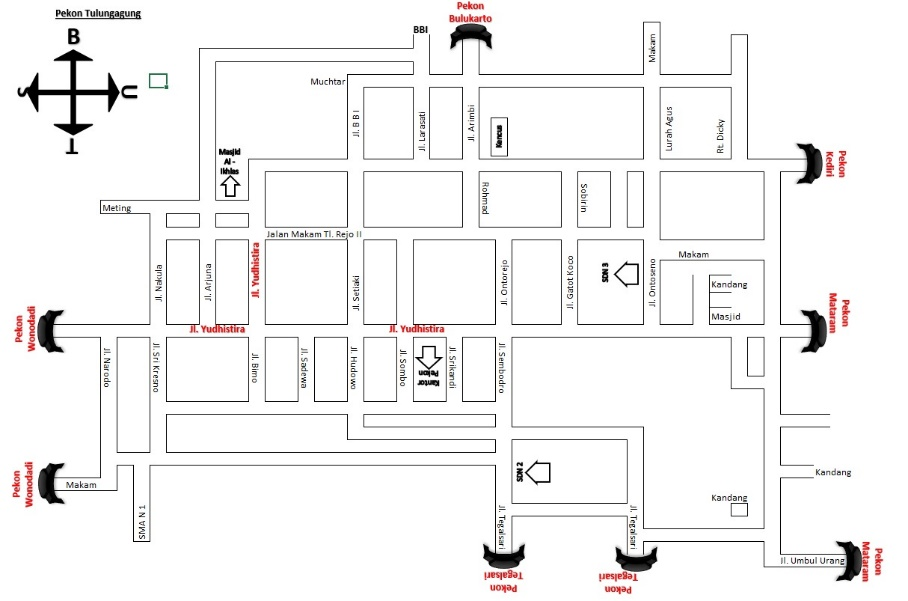 Pekon Tulungagung
B
S
U
T
Pekon
Bulukarto
BBI
Makam
Muchtar
Jl. B B I
Jl. Larasati
Jl. Arimbi
Kencus
Lurah Agus
Rt. Dicky
Pekon
Kediri
Masjid
Al -
Ikhlas
Meting
Rohmad
Sobirin
Jalan Makam Tl. Rejo II
Jl. Nakula
Jl. Arjuna
Jl. Yudhistira
Jl. Setiaki
Jl. Ontorejo
Jl. Gatot Koco
SDN 3
Jl. Ontoseno
Makam
Kandang
Masjid
Pekon
Mataram
Pekon
Wonodadi
Jl. Yudhistira
Jl. Yudhistira
Jl. Narodo
Jl. Sri Kresno
Jl. Bimo
Jl. Sadewa
Jl. Hudowo
Jl. Sombo
Kantor
Pekon
Jl. Srikandi
Jl. Sembodro
Pekon
Wonodadi
Makam
SMA N 1
SDN 2
Kandang
Kandang
Jl. Tegalsari
Jl. Tegalsari
Pekon
Tegalsari
Pekon
Tegalsari
Jl. Umbul Urang
Pekon
Mataram